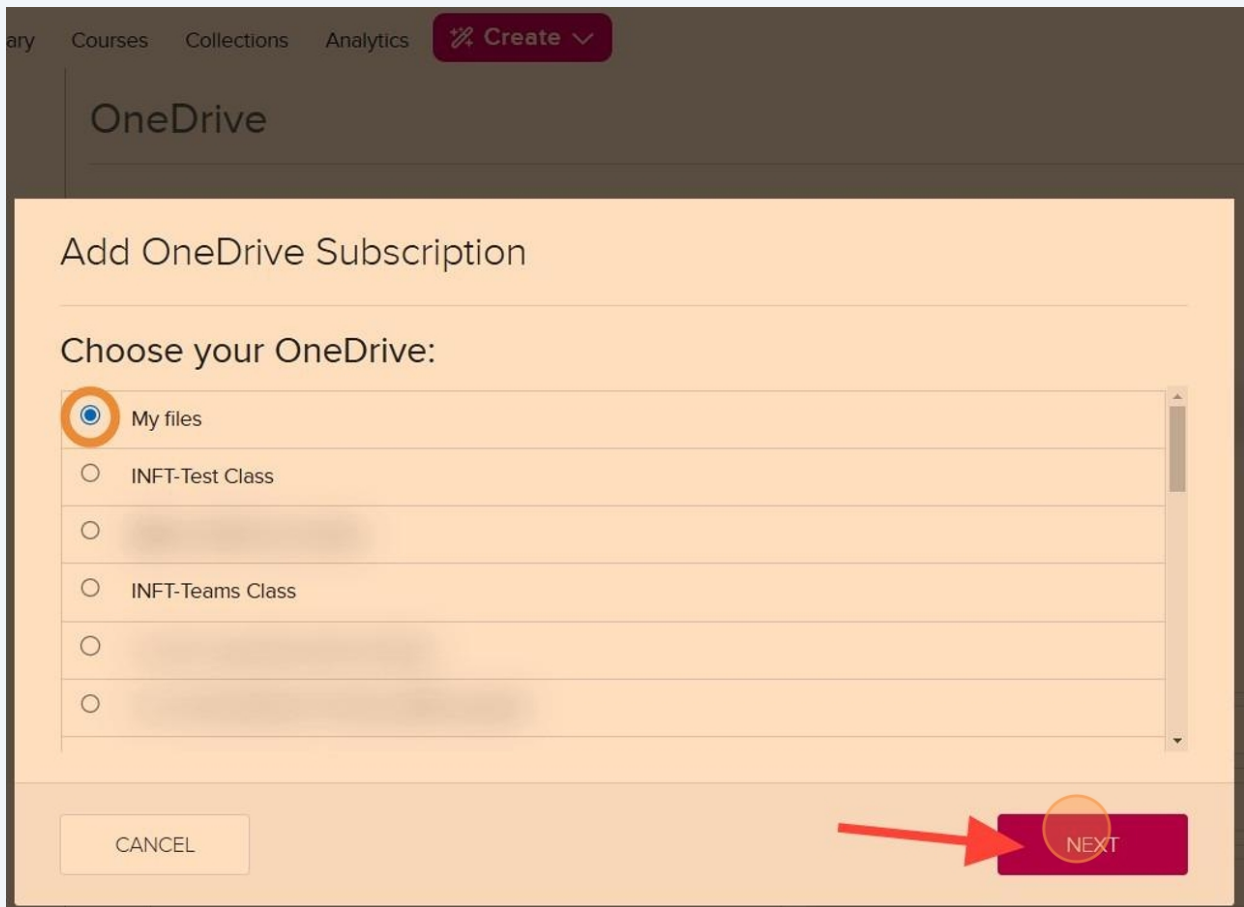 ary Courses Collections Analytics Create
OneDrive
Add OneDrive Subscription
Choose your OneDrive:
My files
INFT-Test Class
INFT-Teams Class
CANCEL NEXT